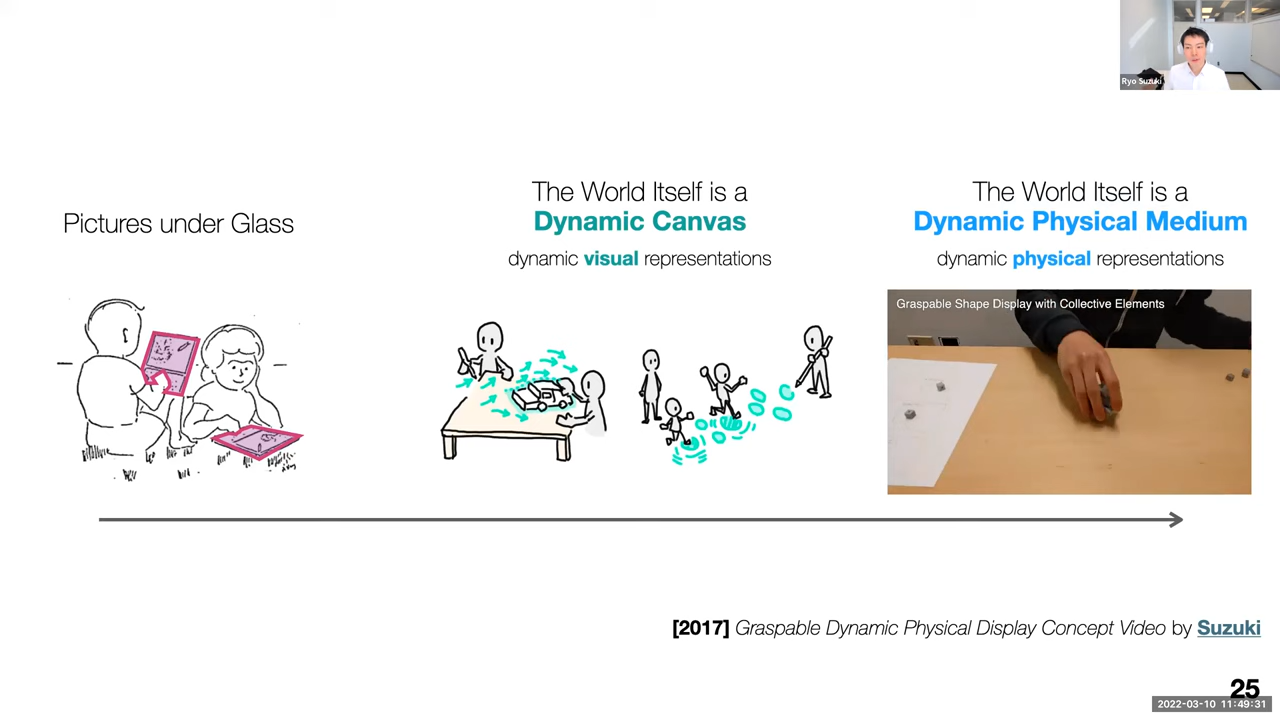 Ryo Suzuki
Pictures under Glass
The World Itself is a
Dynamic Canvas
dynamic visual representations
The World Itself is a
Dynamic Physical Medium
dynamic physical representations
Graspable Shape Display with Collective Elements
[2017] Graspable Dynamic Physical Display Concept Video by Suzuki
25
2022-03-10 11:49:31